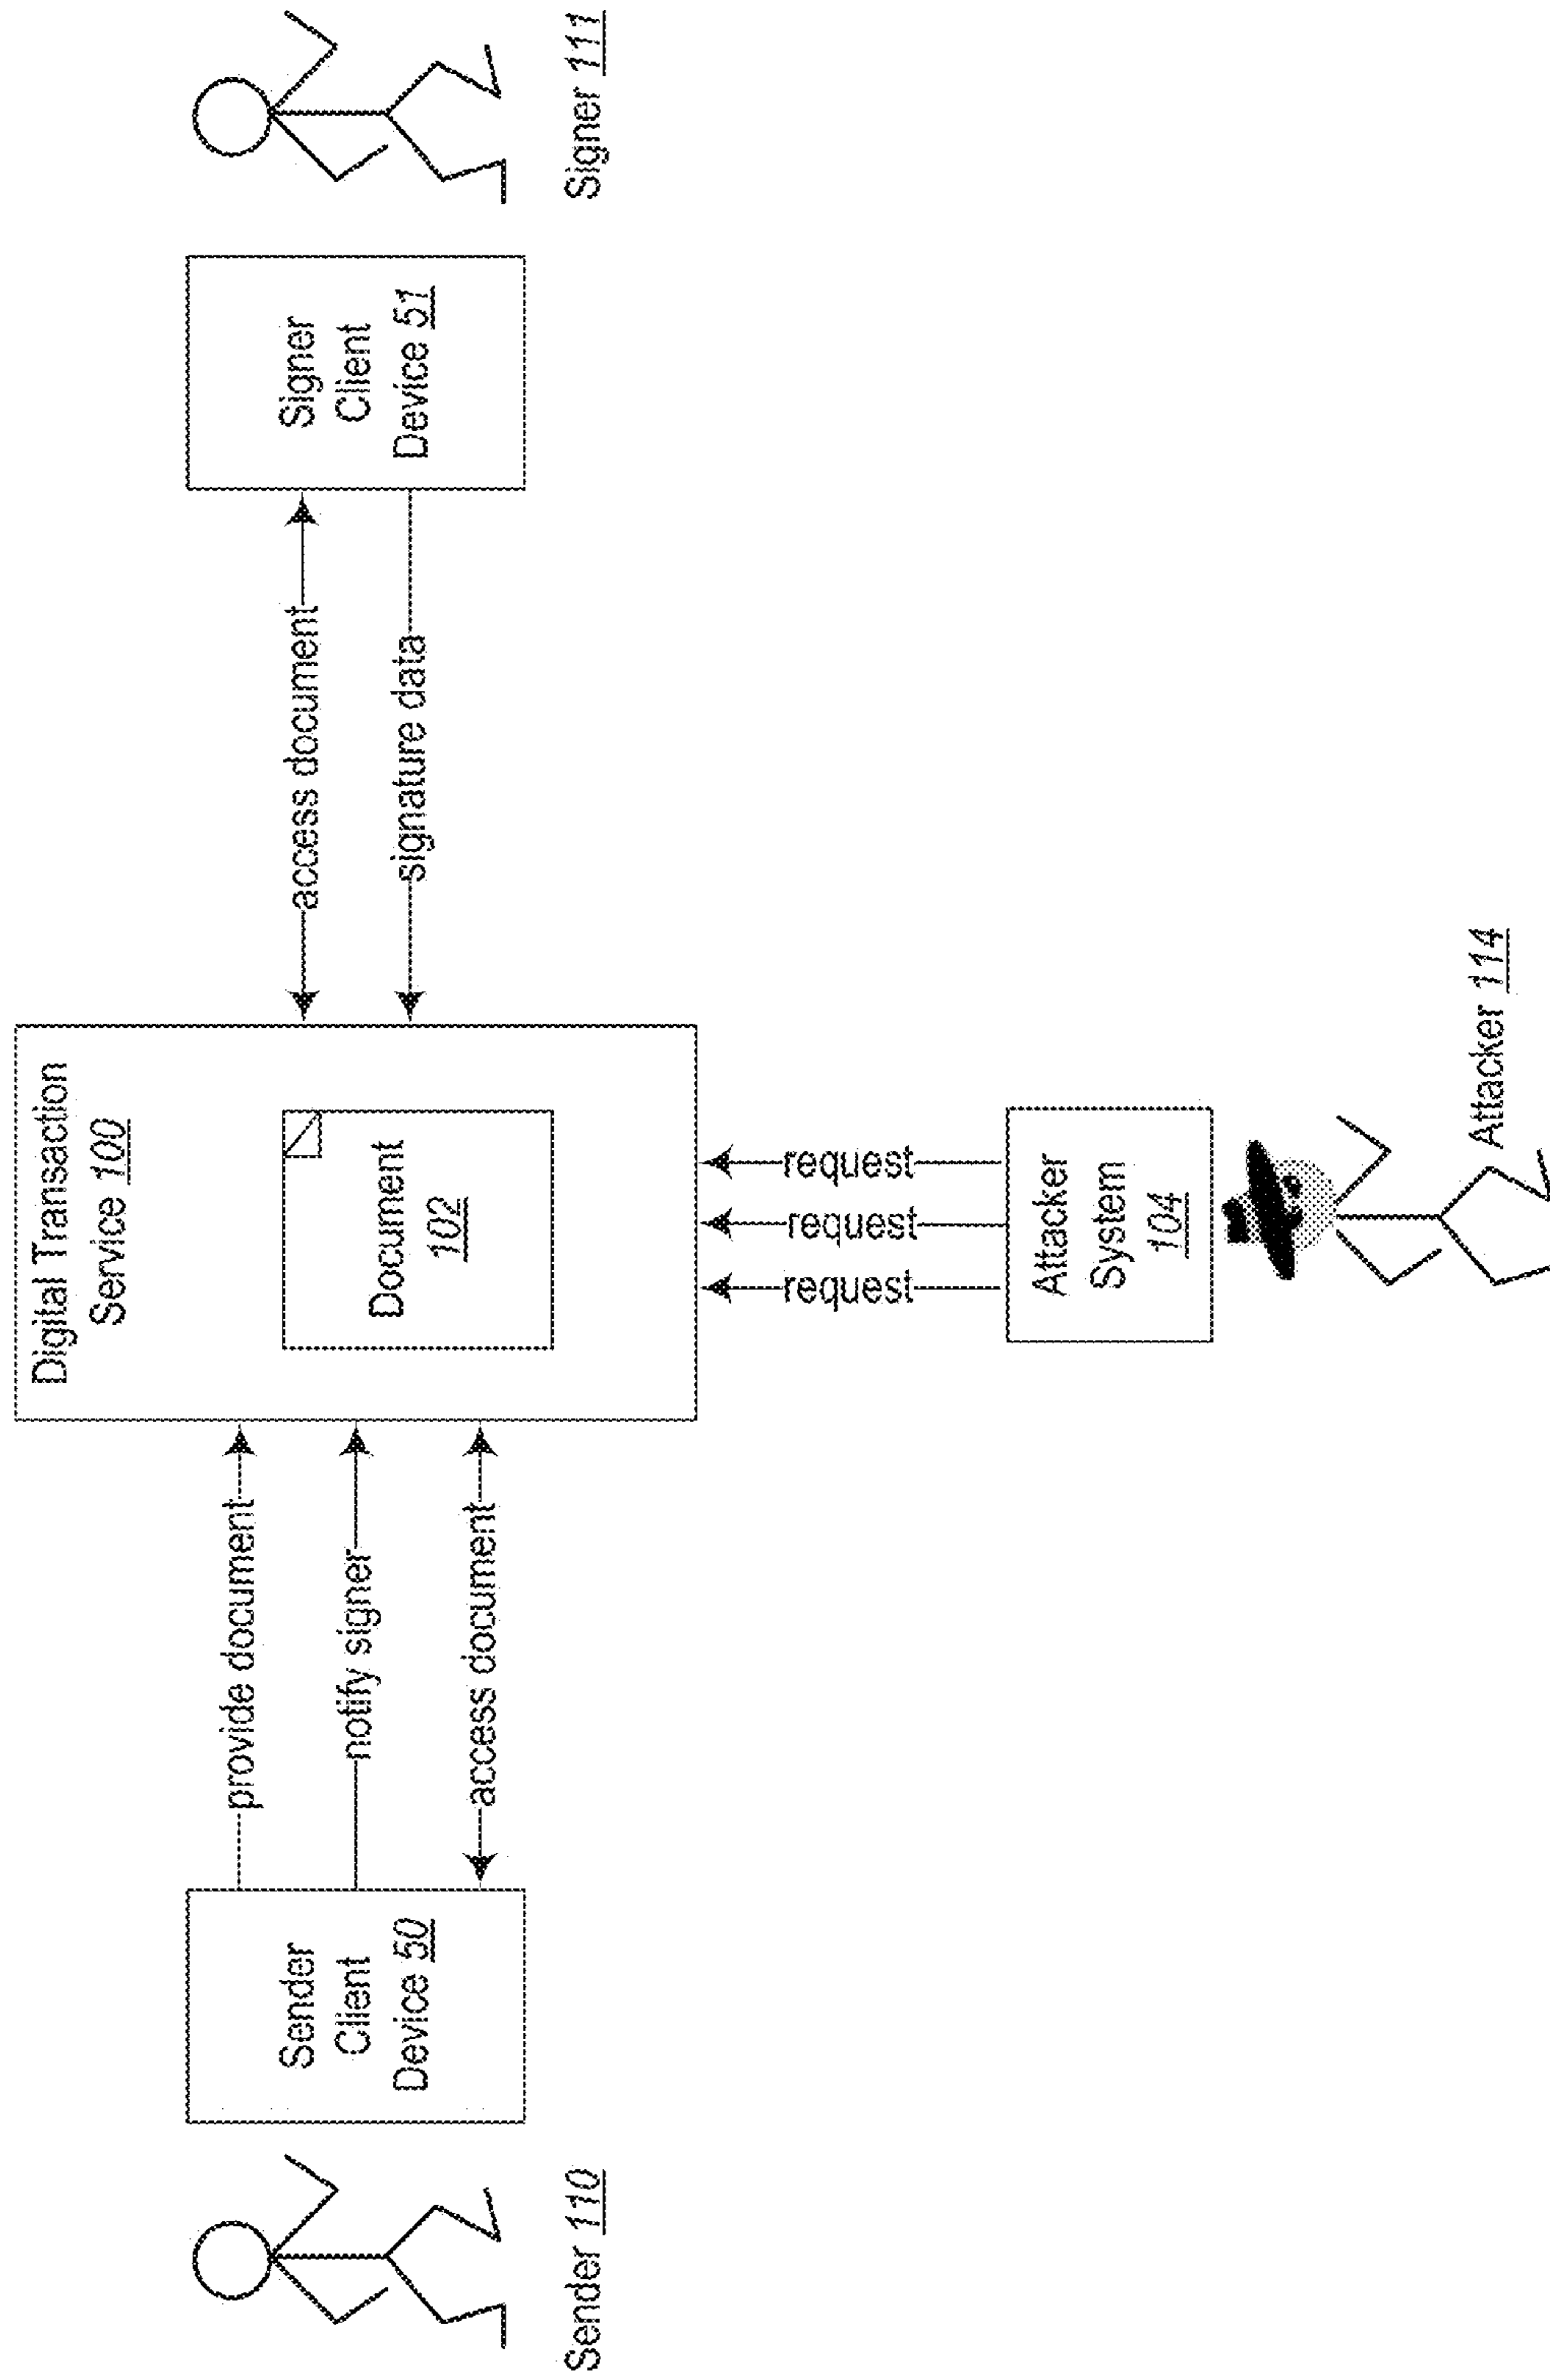 Digital Transaction
Service 100
Document
102
provide document
notify signer
access document
access document
signature data
Sender
Client
Device 50
Signer
Client
Device 51
Sender 110
Signer 111
request
request
request
Attacker
System
104
Attacker 114